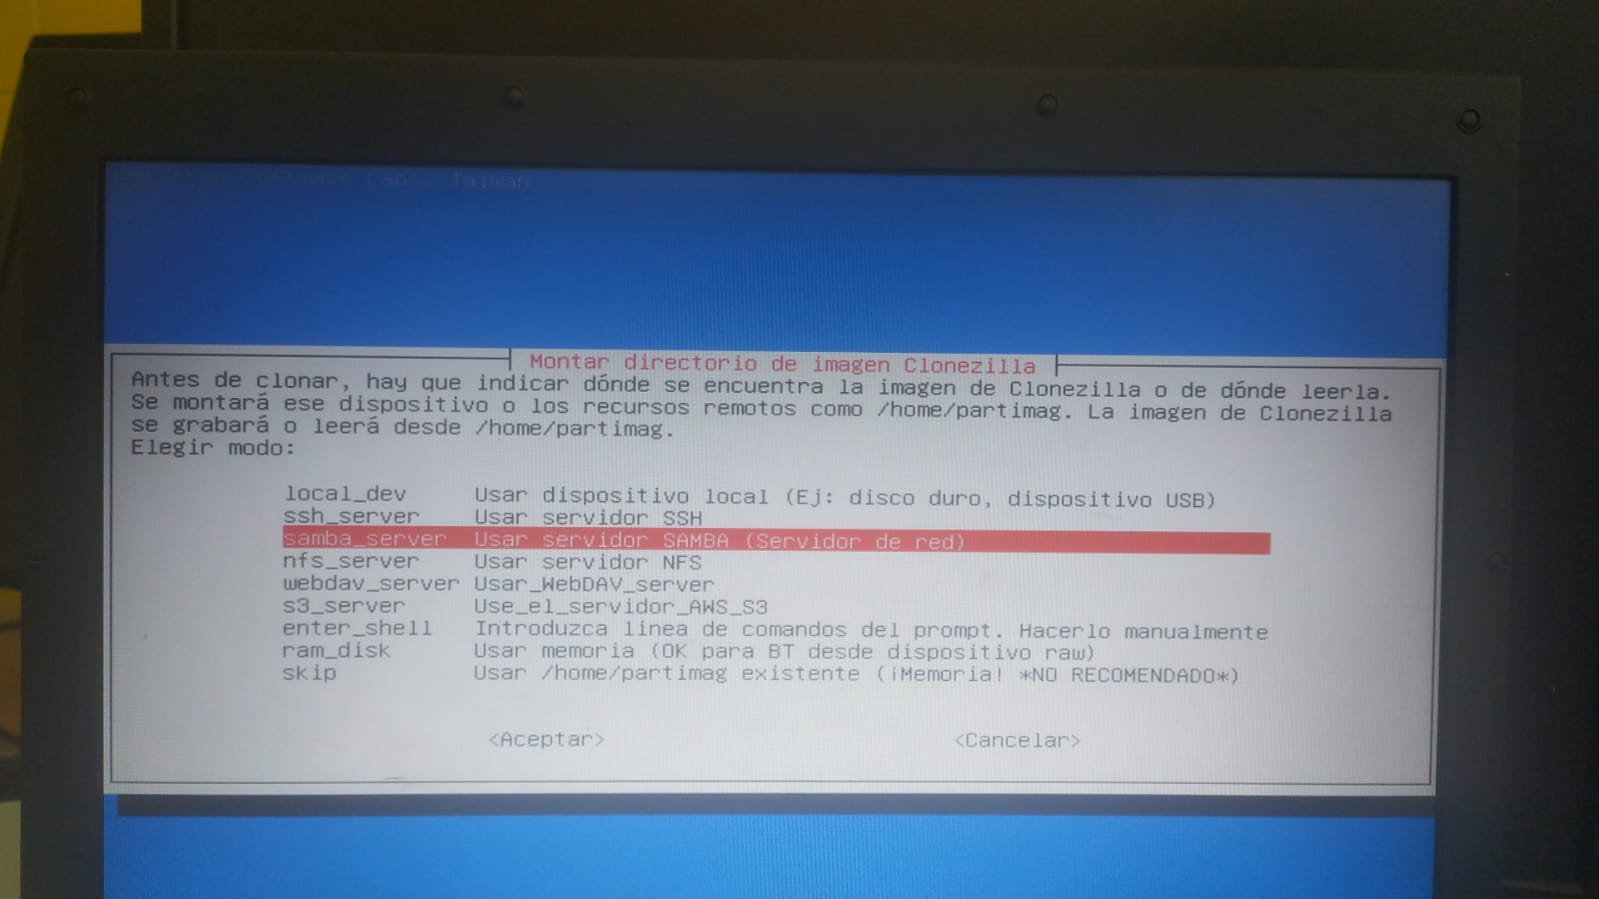 Taiwan
Montar directorio de imagen Clonezilla
Antes de clonar, hay que indicar dónde se encuentra la imagen de Clonezilla o de dónde leerla.
Se montará ese dispositivo o los recursos remotos como /home/partimag. La imagen de Clonezilla
se grabará o leerá desde /home/partimag.
Elegir modo:
local_dev Usar dispositivo local (Ej: disco duro, dispositivo USB)
ssh_server Usar servidor SSH
samba_server Usar servidor SAMBA (Servidor de red)
nfs_server Usar servidor NFS
webdav_server Usar_WebDAV_server
s3_server Use_el_servidor_AWS_S3
enter_shell Introduzca linea de comandos del prompt. Hacerlo manualmente
ram_disk Usar memoria (OK para BT desde dispositivo raw)
skip Usar /home/partimag existente (¡Memoria! *NO RECOMENDADO*)
<Aceptar> <Cancelar>